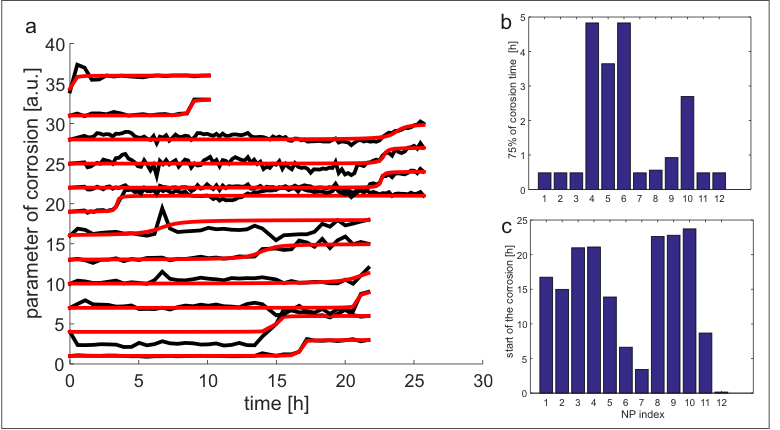 a
parameter of corrosion [a.u.]
40
35
30
25
20
15
10
5
0
0 5 10 15 20 25 30
time [h]
b
75% of corrosion time [h]
5
4
3
2
1
0
1 2 3 4 5 6 7 8 9 10 11 12
c
start of the corrosion [h]
25
20
15
10
5
0
1 2 3 4 5 6 7 8 9 10 11 12
NP index